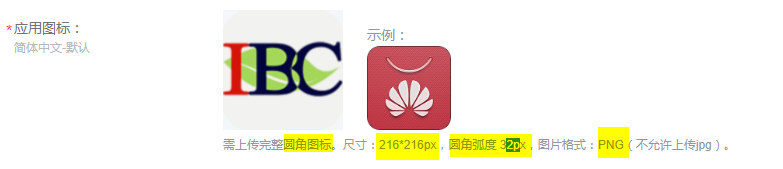 *应用图标：
简体中文-默认
IBC
示例：
需上传完整圆角图标。尺寸：216*216px，圆角弧度 32px，图片格式：PNG（不允许上传jpg）。